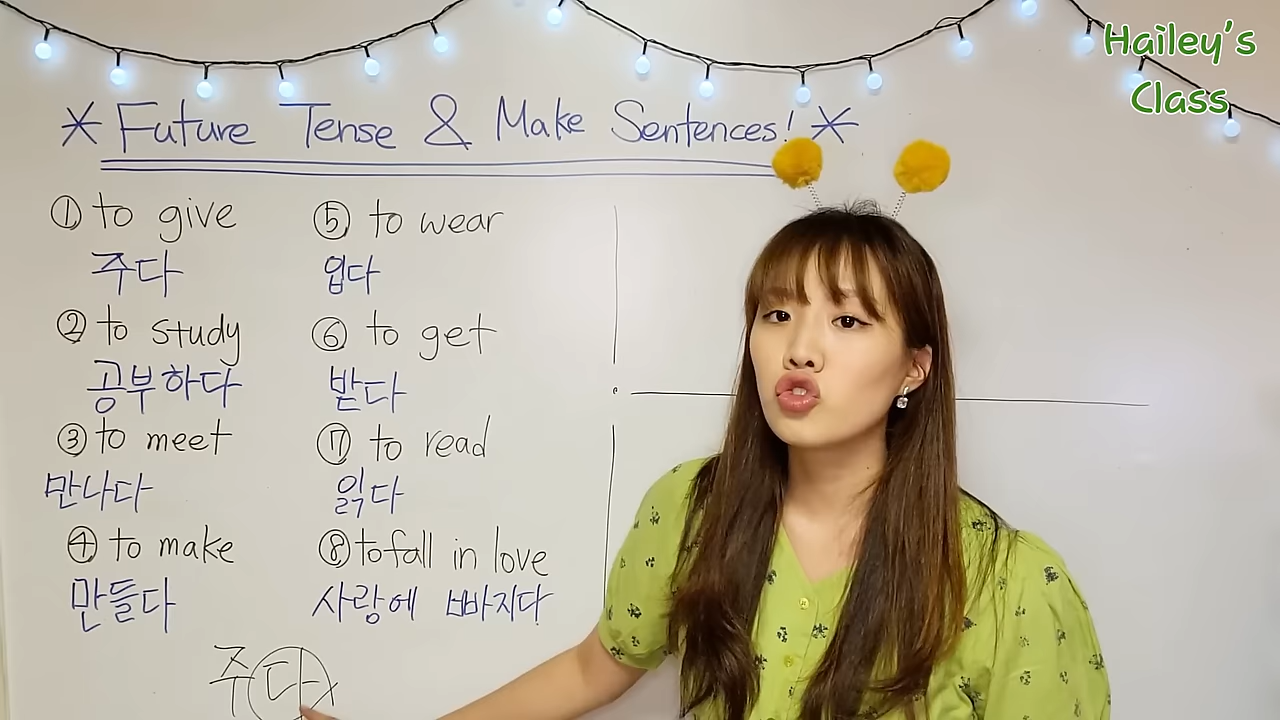 Hailey's
Class
* Future Tense & Make Sentences! *
① to give
주다
② to study
공부하다
③ to meet
만나다
④ to make
만들다
⑤ to wear
입다
⑥ to get
받다
⑦ to read
읽다
⑧ to fall in love
사랑에 빠지다
주다